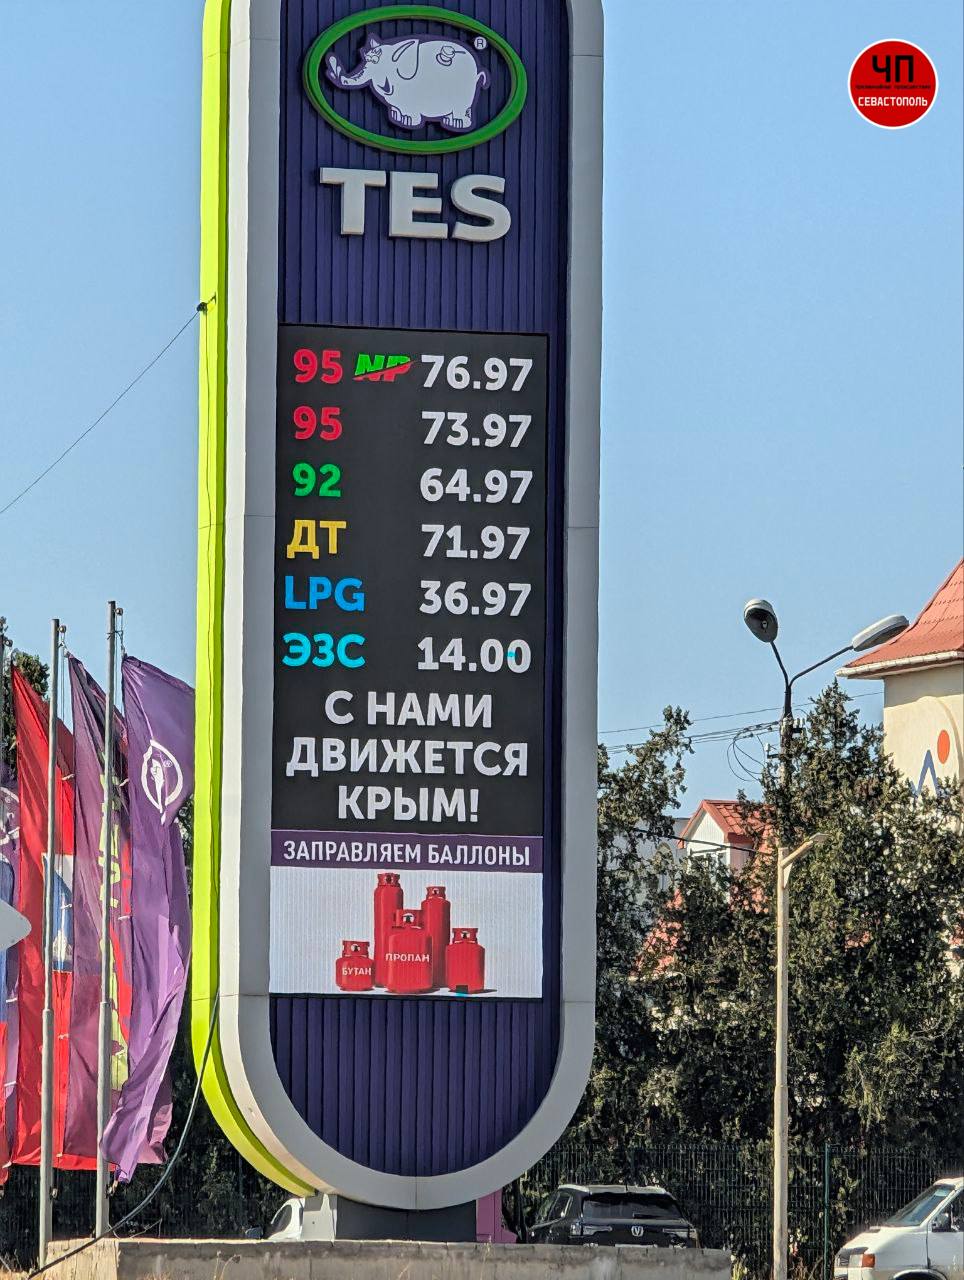 ЧП
СЕВАСТОПОЛЬ
®
TES
95 NP 76.97
95 73.97
92 64.97
ДТ 71.97
LPG 36.97
ЭЗС 14.00
С НАМИ
ДВИЖЕТСЯ
КРЫМ!
ЗАПРАВЛЯЕМ БАЛЛОНЫ
БУТАН ПРОПАН